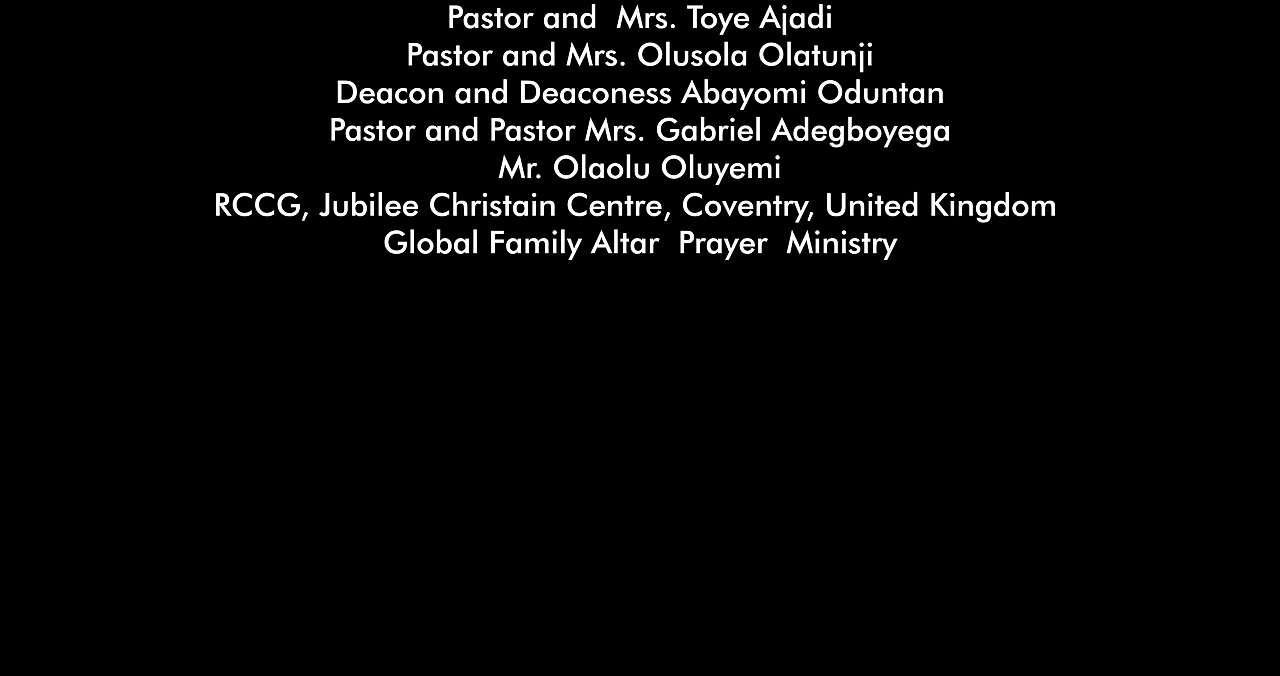 Pastor and  Mrs. Toye Ajadi
Pastor and Mrs. Olusola Olatunji
Deacon and Deaconess Abayomi Oduntan
Pastor and Pastor Mrs. Gabriel Adegboyega
Mr. Olaolu Oluyemi
RCCG, Jubilee Christain Centre, Coventry, United Kingdom
Global Family Altar  Prayer  Ministry